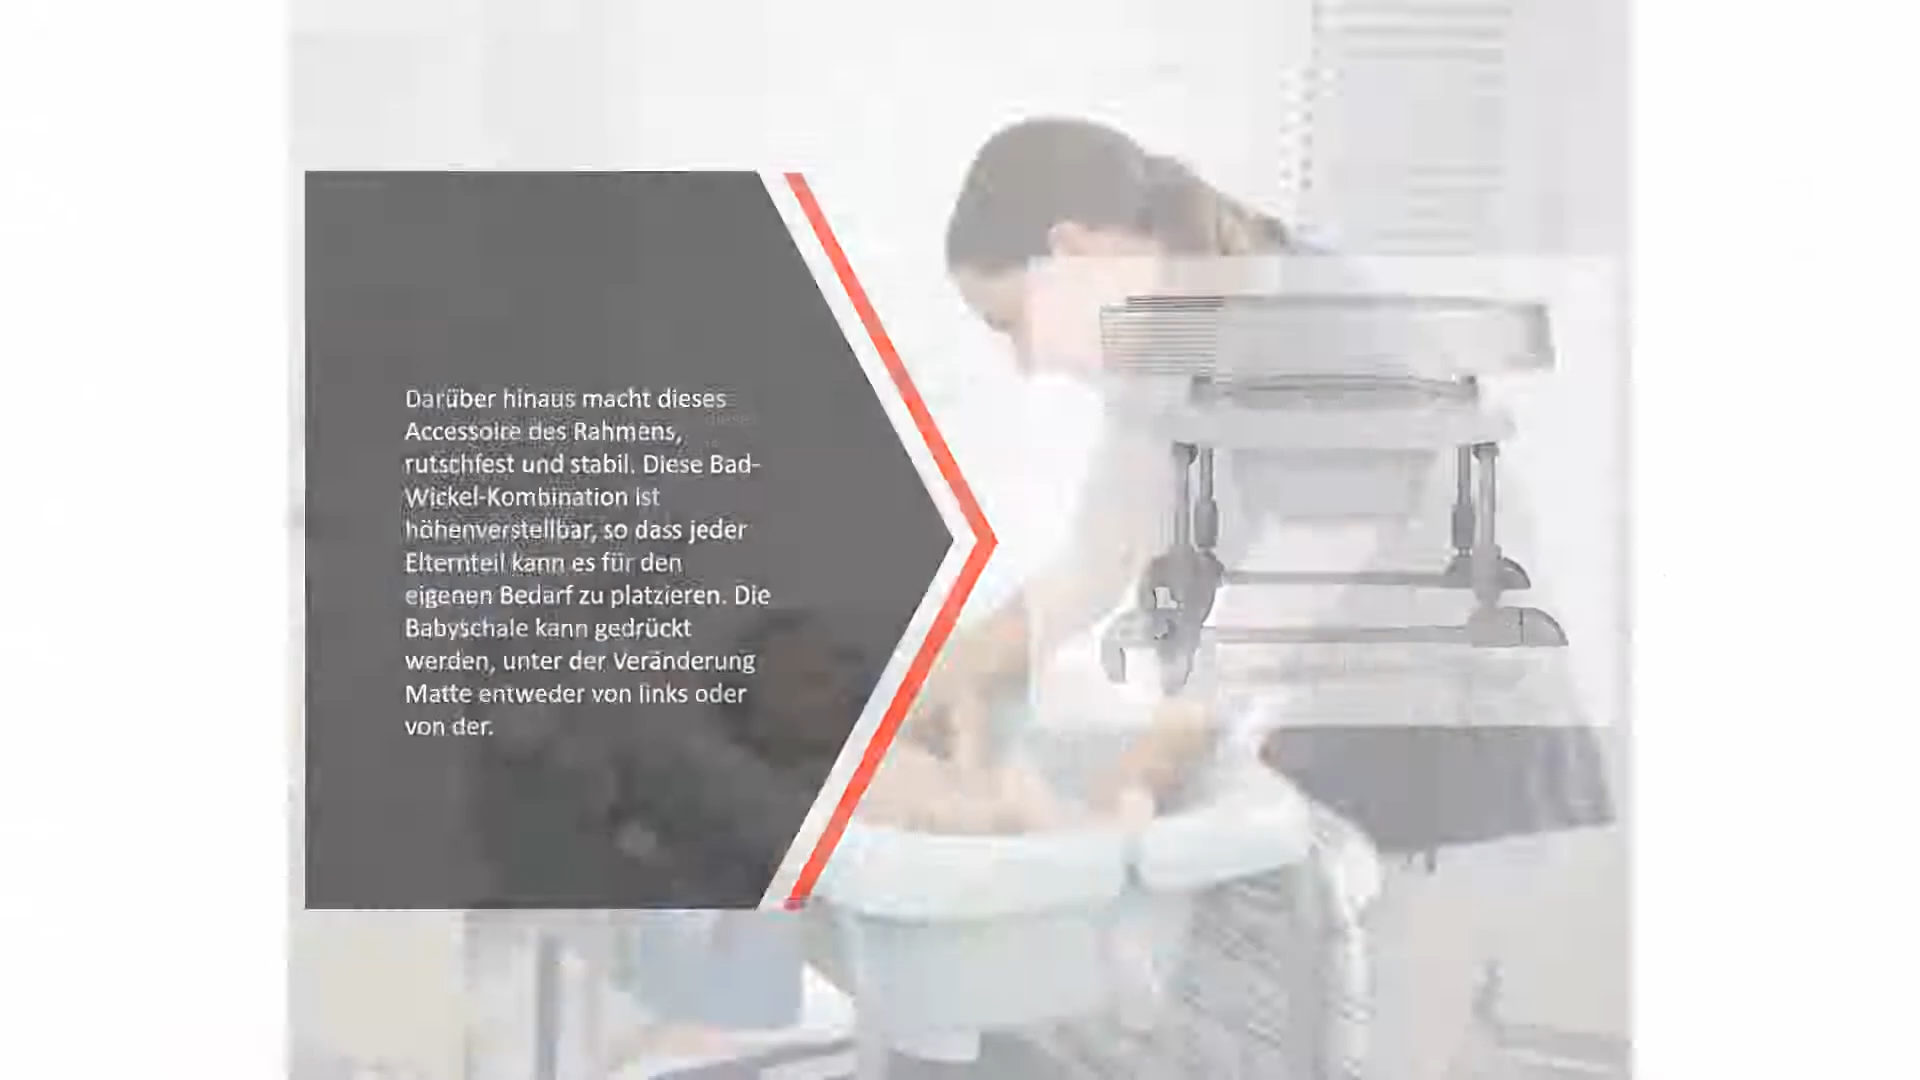 Darüber hinaus macht dieses
Accessoire des Rahmens,
rutschfest und stabil. Diese Bad-
Wickel-Kombination ist
höhenverstellbar, so dass jeder
Elternteil kann es für den
eigenen Bedarf zu platzieren. Die
Babyschale kann gedrückt
werden, unter der Veränderung
Matte entweder von links oder
von der.